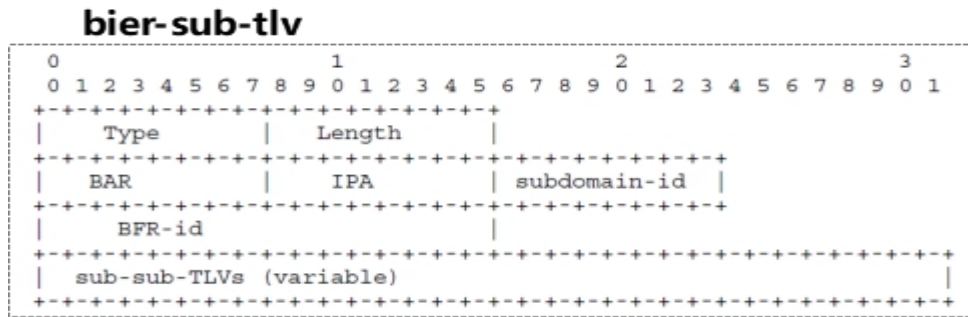 bier-sub-tlv
0 1 2 3
0 1 2 3 4 5 6 7 8 9 0 1 2 3 4 5 6 7 8 9 0 1 2 3 4 5 6 7 8 9 0 1
+-+-+-+-+-+-+-+-+-+-+-+-+-+-+-+-+
| Type | Length |
+-+-+-+-+-+-+-+-+-+-+-+-+-+-+-+-+-+-+-+-+-+-+-+-+
| BAR | IPA | subdomain-id |
+-+-+-+-+-+-+-+-+-+-+-+-+-+-+-+-+-+-+-+-+-+-+-+-+
| BFR-id |
+-+-+-+-+-+-+-+-+-+-+-+-+-+-+-+-+-+-+-+-+-+-+-+-+-+-+-+-+-+-+-+-+
| sub-sub-TLVs (variable) |
+-+-+-+-+-+-+-+-+-+-+-+-+-+-+-+-+-+-+-+-+-+-+-+-+-+-+-+-+-+-+-+-+